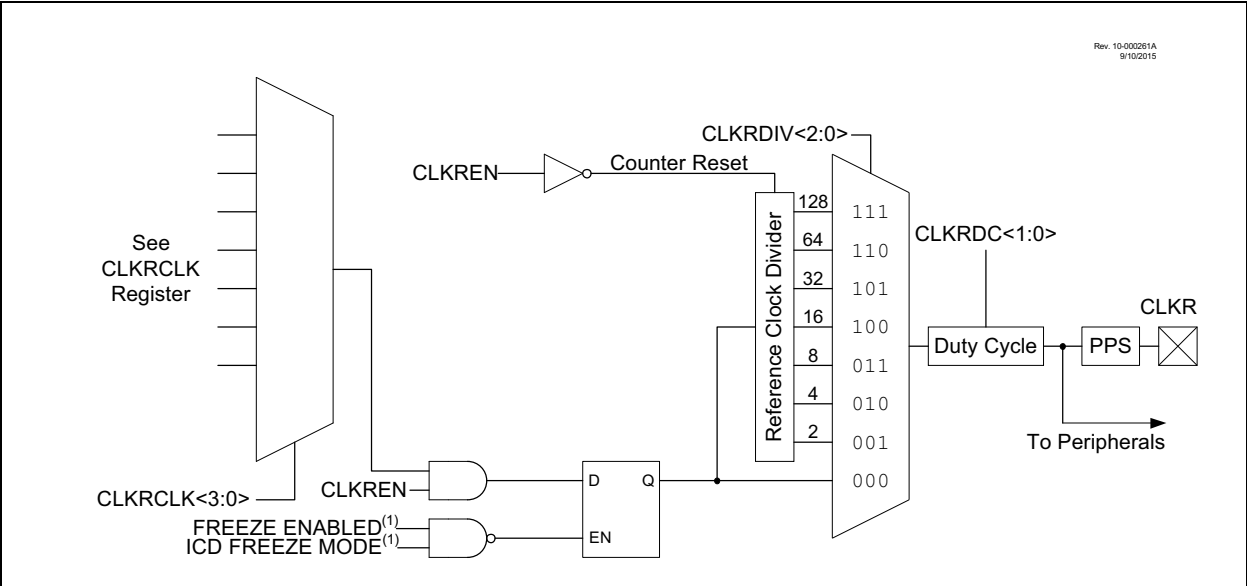 Rev. 10-000261A
9/10/2015
CLKRDIV<2:0>
CLKREN
Counter Reset
See
CLKRCLK
Register
Reference Clock Divider
128
64
32
16
8
4
2
111
110
101
100
011
010
001
000
CLKRDC<1:0>
CLKR
Duty Cycle
PPS
To Peripherals
CLKRCLK<3:0>
CLKREN
FREEZE ENABLED(1)
ICD FREEZE MODE(1)
D
Q
EN